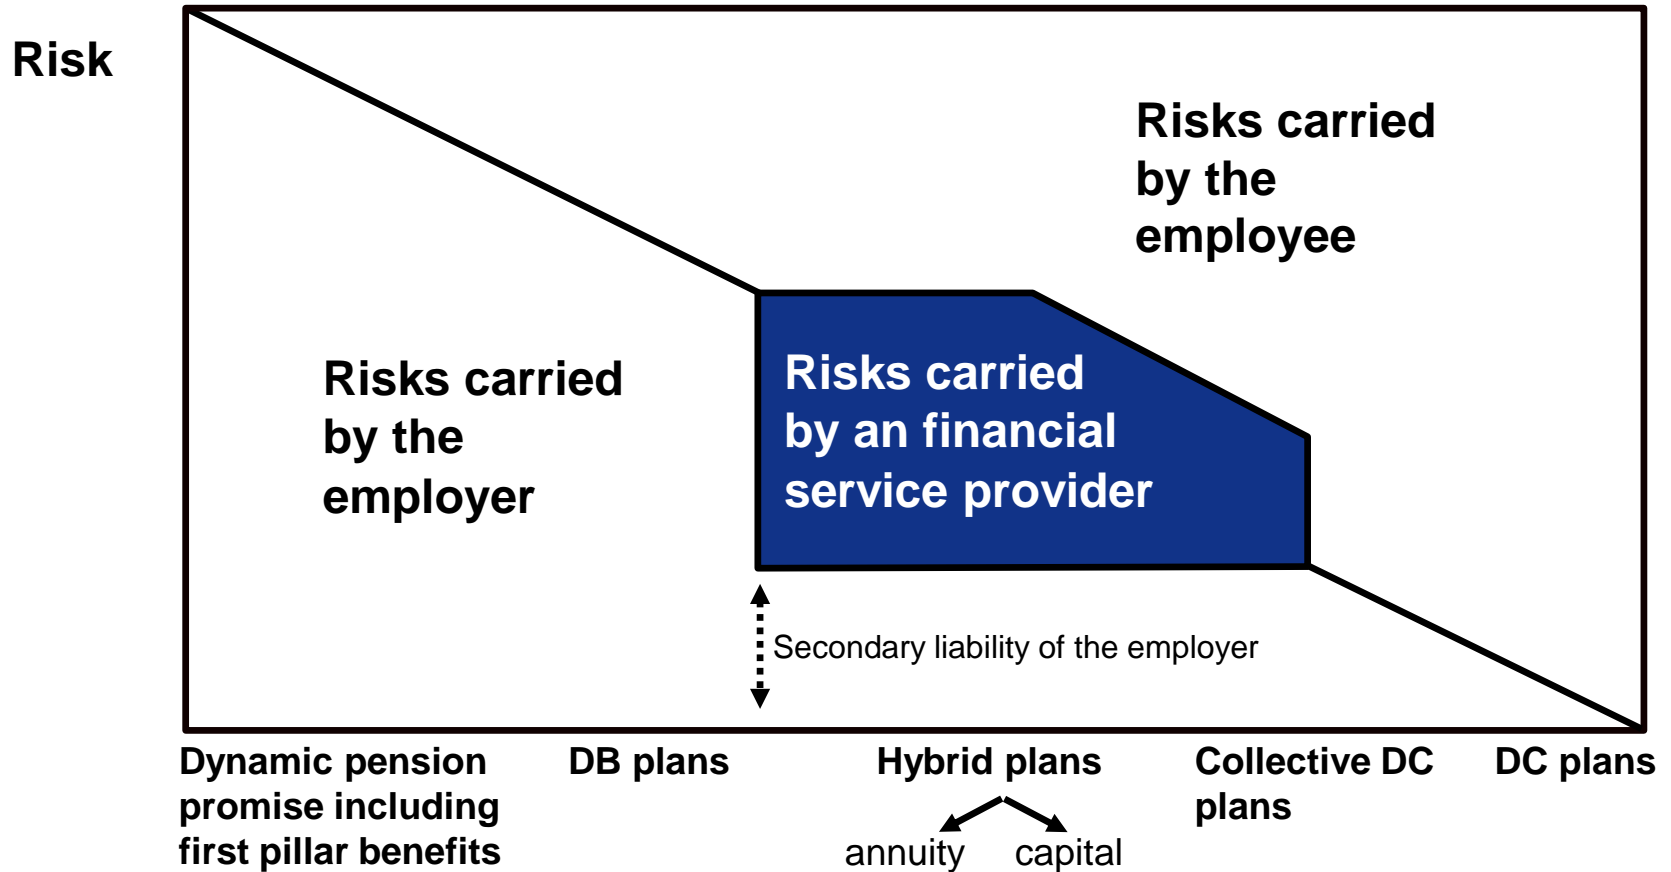 Risk
Risks carried
by the
employee
Risks carried
by the
employer
Risks carried
by an financial
service provider
Secondary liability of the employer
Dynamic pension
promise including
first pillar benefits
DB plans
Hybrid plans
annuity capital
Collective DC
plans
DC plans